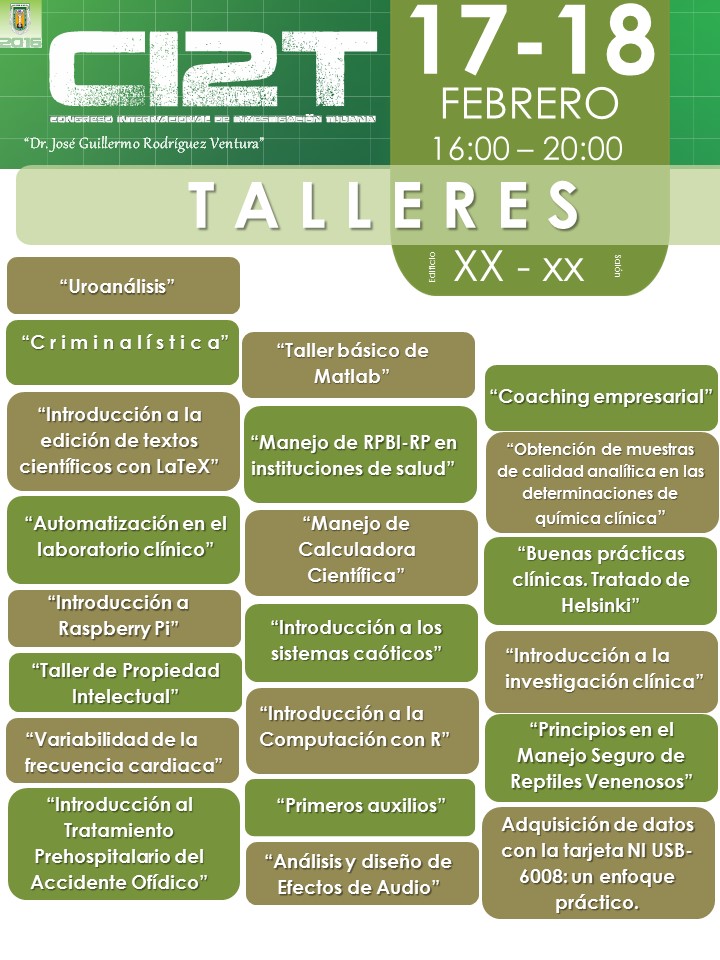 2016
CI2T
CONGRESO INTERNACIONAL DE INVESTIGACIÓN TIJUANA
“Dr. José Guillermo Rodríguez Ventura”
17-18
FEBRERO
16:00 – 20:00
TALLERES
Edificio XX - xx Salón
“Uroanálisis”
“Criminalística”
“Introducción a la
edición de textos
científicos con LaTeX”
“Automatización en el
laboratorio clínico”
“Introducción a
Raspberry Pi”
“Taller de Propiedad
Intelectual”
“Variabilidad de la
frecuencia cardiaca”
“Introducción al
Tratamiento
Prehospitalario del
Accidente Ofídico”
“Taller básico de
Matlab”
“Manejo de RPBI-RP en
instituciones de salud”
“Manejo de
Calculadora
Científica”
“Introducción a los
sistemas caóticos”
“Introducción a la
Computación con R”
“Primeros auxilios”
“Análisis y diseño de
Efectos de Audio”
“Coaching empresarial”
“Obtención de muestras
de calidad analítica en las
determinaciones de
química clínica”
“Buenas prácticas
clínicas. Tratado de
Helsinki”
“Introducción a la
investigación clínica”
“Principios en el
Manejo Seguro de
Reptiles Venenosos”
Adquisición de datos
con la tarjeta NI USB-
6008: un enfoque
práctico.